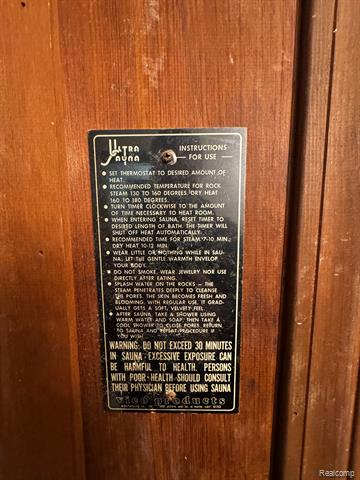 ULTRA SAUNA
INSTRUCTIONS
FOR USE
• SET THERMOSTAT TO DESIRED AMOUNT OF
HEAT.
• RECOMMENDED TEMPERATURE FOR ROCK
STEAM 130 TO 160 DEGREES. DRY HEAT
160 TO 180 DEGREES.
• TURN TIMER CLOCKWISE TO THE AMOUNT
OF TIME NECESSARY TO HEAT ROOM.
• WHEN ENTERING SAUNA, RESET TIMER TO
DESIRED LENGTH OF BATH. THE TIMER WILL
SHUT OFF HEAT AUTOMATICALLY.
• RECOMMENDED TIME FOR STEAM 7-10 MIN.;
DRY HEAT 10-12 MIN.
• WEAR LITTLE OR NOTHING WHILE IN SAU-
NA. LET THE GENTLE WARMTH ENVELOP
YOUR BODY.
• DO NOT SMOKE, WEAR JEWELRY NOR USE
DIRECTLY AFTER EATING.
• SPLASH WATER ON THE ROCKS — THE
STEAM PENETRATES DEEPLY TO CLEANSE
THE PORES. THE SKIN BECOMES FRESH AND
BLOOMING WITH REGULAR USE. IT GRAD-
UALLY GETS A SOFT, VELVETY FEEL.
• AFTER SAUNA, TAKE A SHOWER USING
WARM WATER AND SOAP, THEN TAKE A
COOL SHOWER TO CLOSE PORES. RETURN
TO SAUNA AND REPEAT PROCEDURE IF
YOU WISH.
WARNING: DO NOT EXCEED 30 MINUTES
IN SAUNA - EXCESSIVE EXPOSURE CAN
BE HARMFUL TO HEALTH. PERSONS
WITH POOR HEALTH SHOULD CONSULT
THEIR PHYSICIAN BEFORE USING SAUNA
vico products
Realcomp